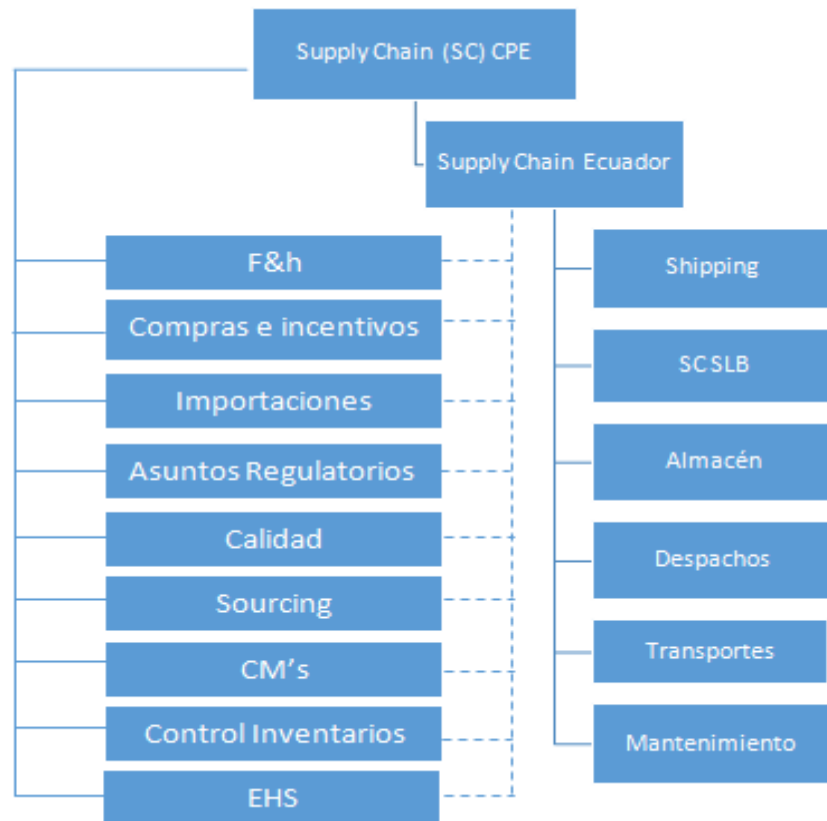 Supply Chain (SC) CPE
Supply Chain Ecuador
F&h
Compras e incentivos
Importaciones
Asuntos Regulatorios
Calidad
Sourcing
CM's
Control Inventarios
EHS
Shipping
SC SLB
Almacén
Despachos
Transportes
Mantenimiento